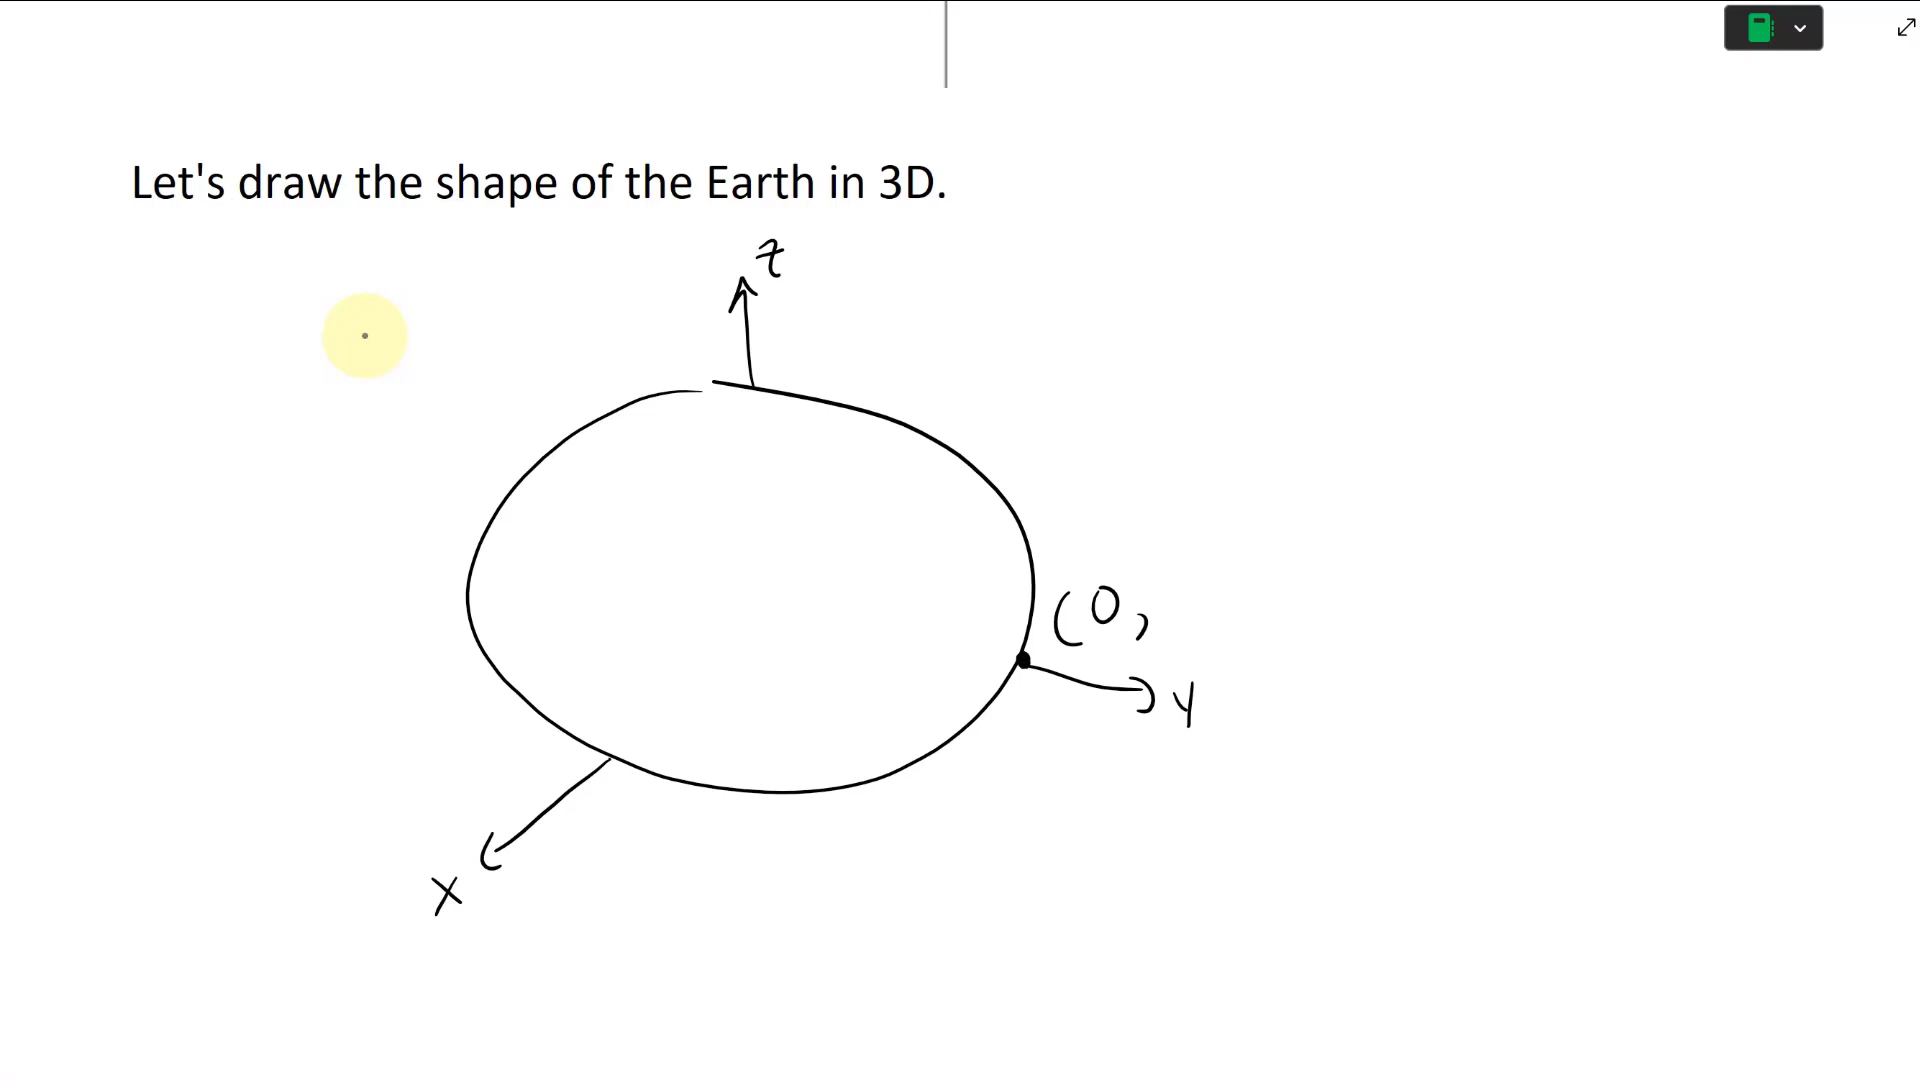 Let's draw the shape of the Earth in 3D.
z
(0,
y
x